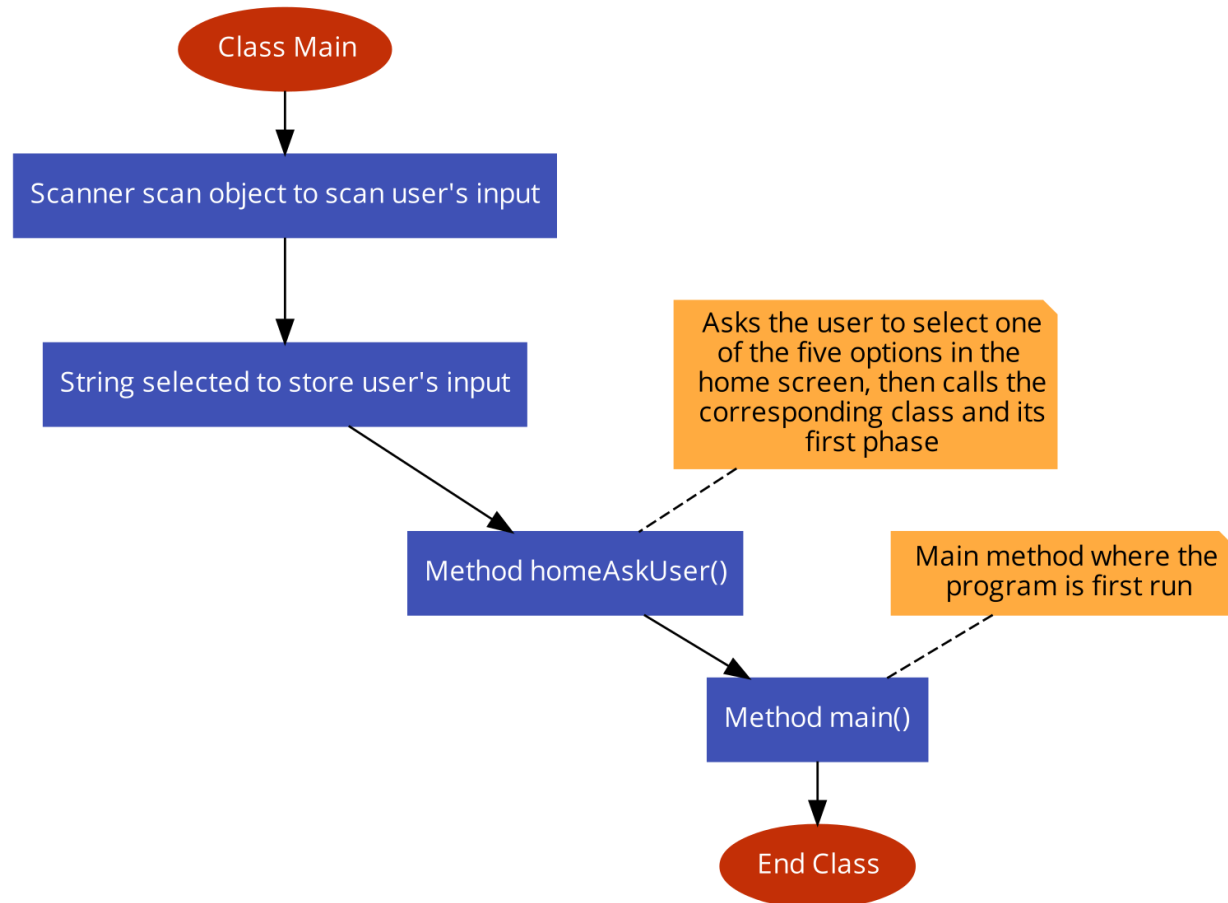 Class Main
Scanner scan object to scan user's input
String selected to store user's input
Asks the user to select one
of the five options in the
home screen, then calls the
corresponding class and its
first phase
Method homeAskUser()
Main method where the
program is first run
Method main()
End Class